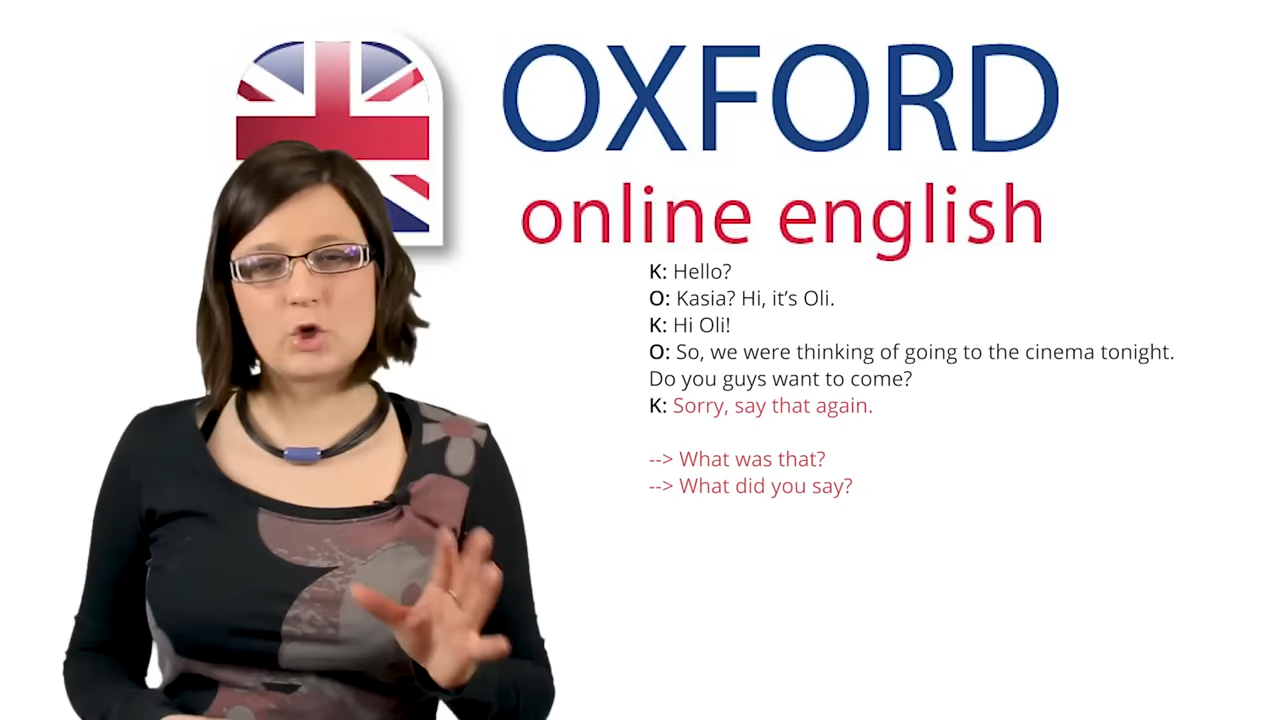 OXFORD
online english
K: Hello?
O: Kasia? Hi, it’s Oli.
K: Hi Oli!
O: So, we were thinking of going to the cinema tonight.
Do you guys want to come?
K: Sorry, say that again.
--> What was that?
--> What did you say?